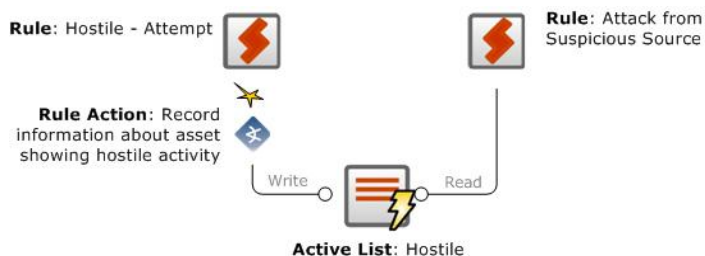 Rule: Hostile - Attempt
Rule: Attack from
Suspicious Source
Rule Action: Record
information about asset
showing hostile activity
Write
Read
Active List: Hostile